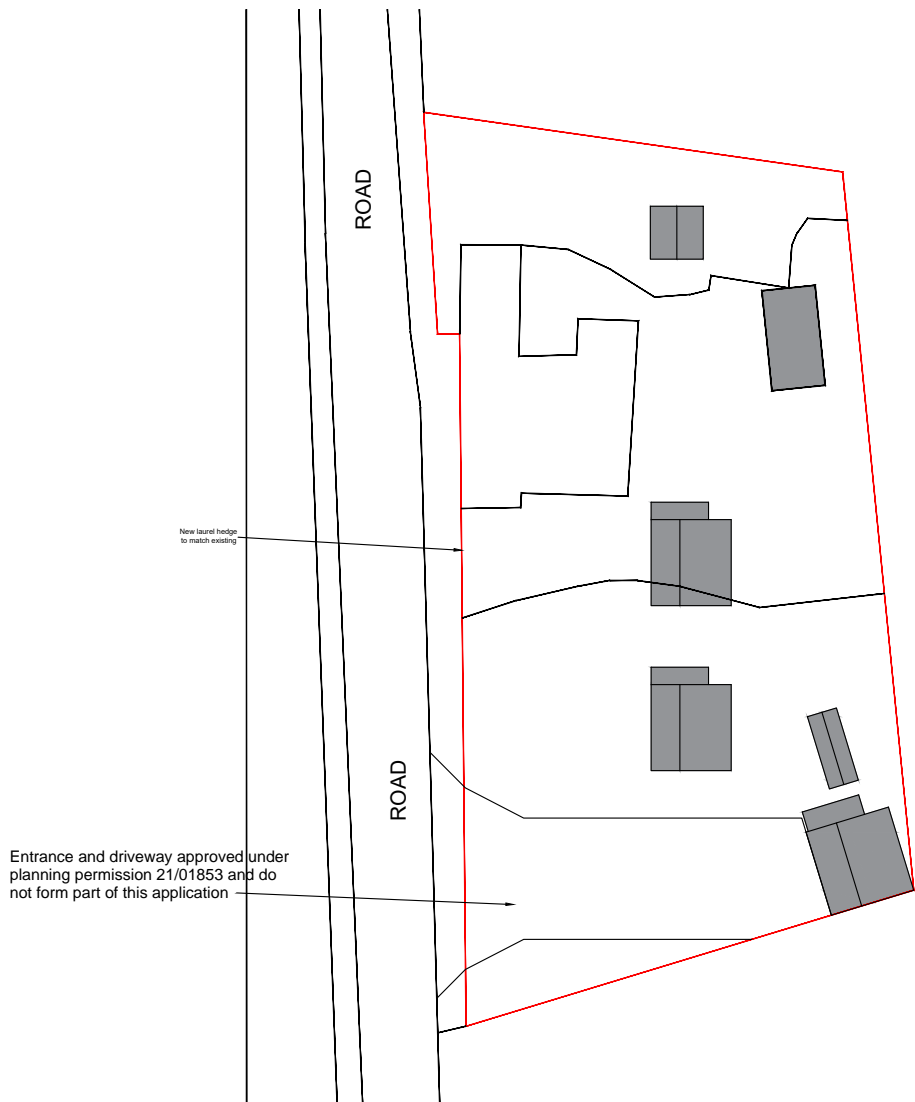 ROAD
New laurel hedge
to match existing
ROAD
Entrance and driveway approved under
planning permission 21/01853 and do
not form part of this application